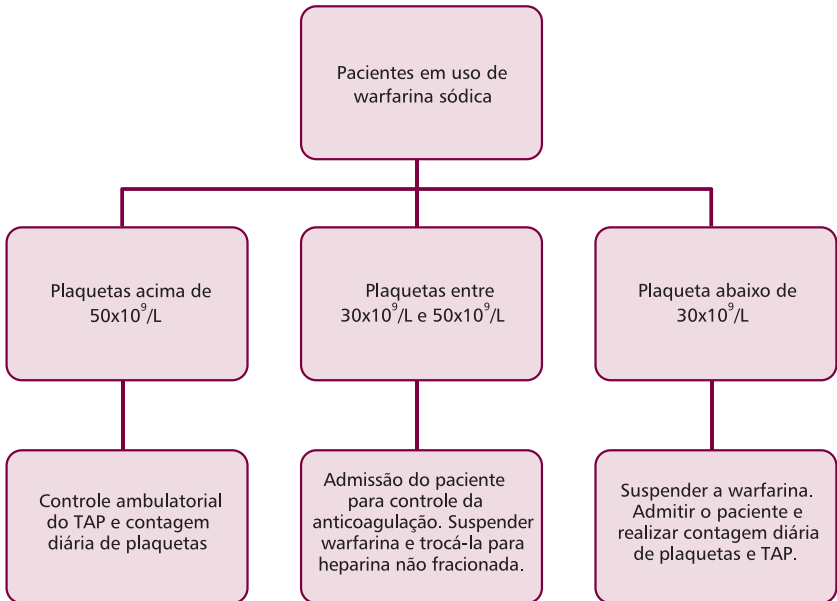 Pacientes em uso de
warfarina sódica
Plaquetas acima de
50x10⁹/L
Plaquetas entre
30x10⁹/L e 50x10⁹/L
Plaqueta abaixo de
30x10⁹/L
Controle ambulatorial
do TAP e contagem
diária de plaquetas
Admissão do paciente
para controle da
anticoagulação. Suspender
warfarina e trocá-la para
heparina não fracionada.
Suspender a warfarina.
Admitir o paciente e
realizar contagem diária
de plaquetas e TAP.